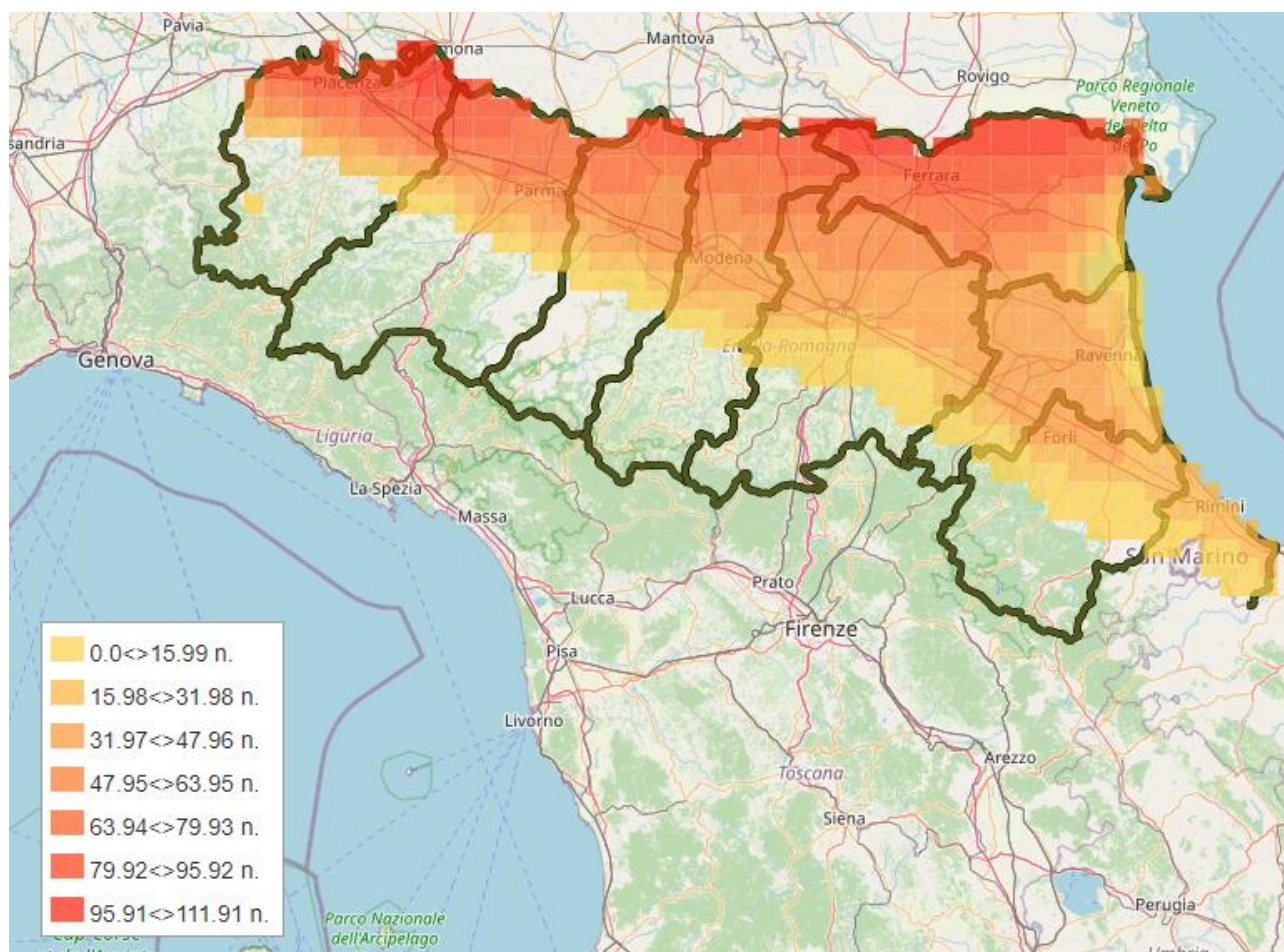 Pavia
mona
Mantova
Rovigo
Piacenza
Parco Regionale
Veneto
del Delta
del Po
sandria
Parma
Ferrara
Modena
Genova
Emilia-Romagna
Ravenna
Liguria
Forlì
La Spezia
Massa
Rimini
San Marino
Prato
Lucca
Firenze
0.0<>15.99 n.
15.98<>31.98 n.
31.97<>47.96 n.
47.95<>63.95 n.
63.94<>79.93 n.
79.92<>95.92 n.
95.91<>111.91 n.
Pisa
Livorno
Arezzo
Toscana
Siena
Perugia
Parco Nazionale
dell'Arcipelago